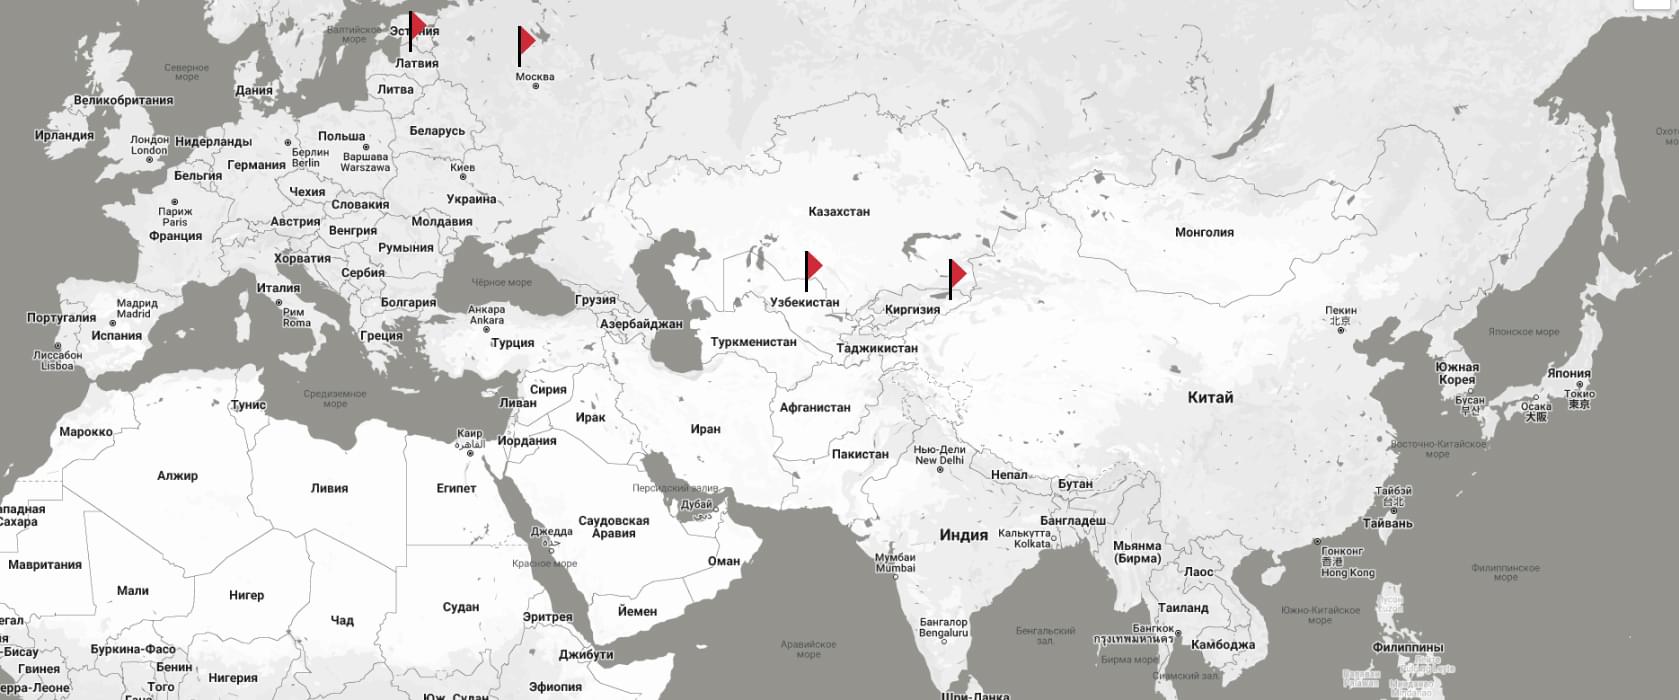 Эстония
Балтийское
море
Латвия
Москва
Северное
море
Дания
Литва
Великобритания
Беларусь
Ирландия
Лондон
London
Нидерланды
Польша
Берлин
Berlin
Варшава
Warszawa
Германия
Киев
Бельгия
Чехия
Словакия
Украина
Париж
Paris
Австрия
Молдавия
Казахстан
Франция
Венгрия
Монголия
Румыния
Хорватия
Сербия
Чёрное море
Италия
Болгария
Грузия
Узбекистан
Киргизия
Мадрид
Madrid
Рим
Roma
Анкара
Ankara
Пекин
北京
Португалия
Испания
Греция
Азербайджан
Японское море
Турция
Туркменистан
Таджикистан
Лиссабон
Lisboa
Южная
Корея
Япония
Сирия
Средиземное
море
Тунис
Ливан
Ирак
Афганистан
Китай
Бусан
부산
Осака
大阪
Токио
東京
Марокко
Каир
القاهرة
Иордания
Иран
Восточно-Китайское
море
Алжир
Ливия
Египет
Персидский залив
Пакистан
Нью-Дели
New Delhi
Непал
Бутан
Дубай
دبي
Тайбэй
台北
Тайвань
ападная
Сахара
Саудовская
Аравия
Джедда
جدة
Красное море
Индия
Калькутта
Kolkata
Бангладеш
Мьянма
(Бирма)
Гонконг
香港
Hong Kong
Мавритания
Оман
Мумбаи
Mumbai
Лаос
Филиппинское
море
Мали
Нигер
Чад
Судан
Эритрея
Йемен
Таиланд
Южно-Китайское
море
Бангалор
Bengaluru
Бенгальский
зал.
Бангкок
กรุงเทพมหานคร
Камбоджа
Филиппины
егал
-Бисау
Буркина-Фасо
Джибути
Аравийское
море
Бирма море
Сиамский зал.
Гвинея
Бенин
Нигерия
ерра-Леоне
Того
Гана
Юж. Судан
Эфиопия
Шри-Ланка